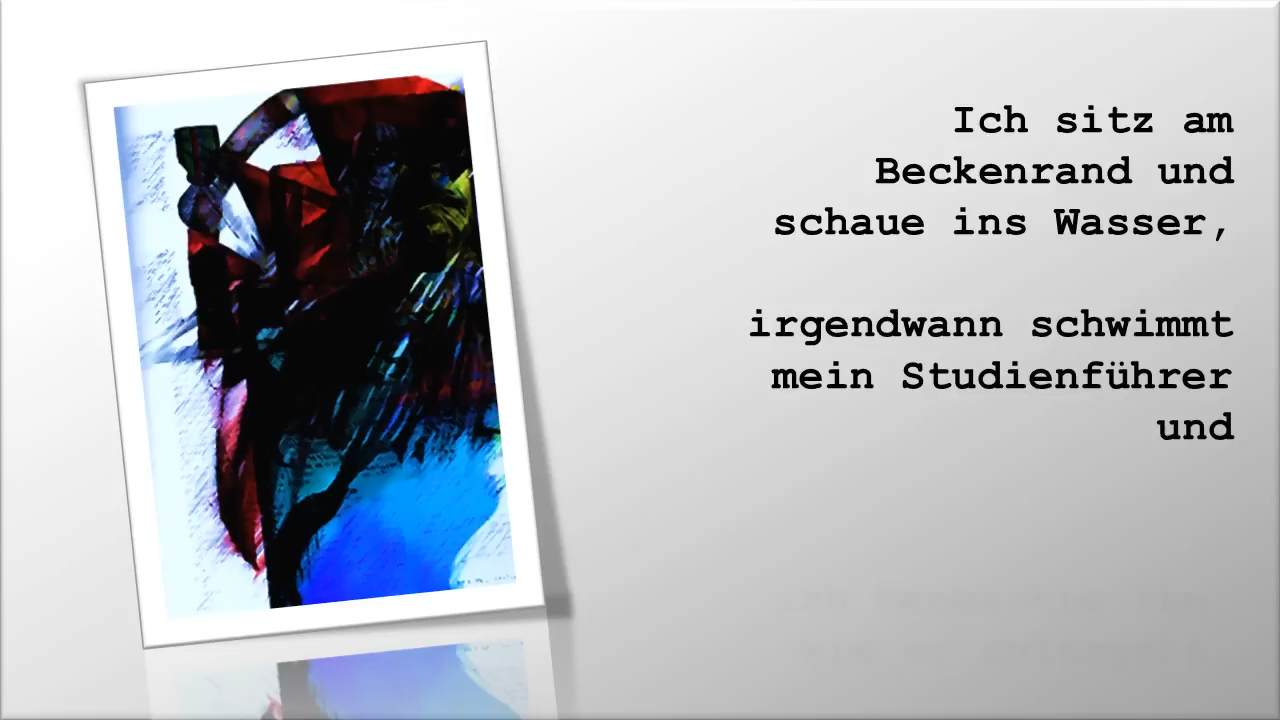 Ich sitz am
Beckenrand und
schaue ins Wasser,
irgendwann schwimmt
mein Studienführer
und